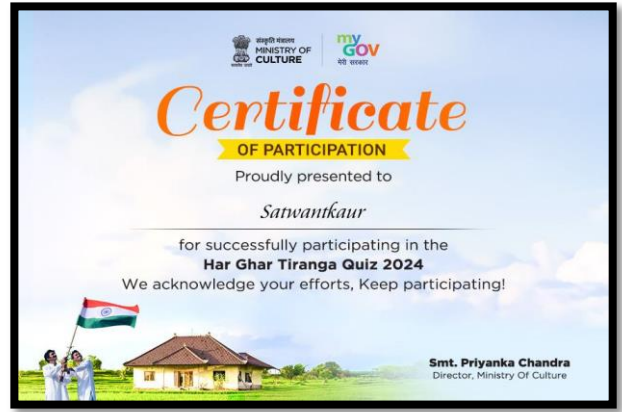 संस्कृति मंत्रालय
MINISTRY OF
CULTURE
my
GOV
मेरी सरकार
Certificate
OF PARTICIPATION
Proudly presented to
Satwantkaur
for successfully participating in the
Har Ghar Tiranga Quiz 2024
We acknowledge your efforts, Keep participating!
Smt. Priyanka Chandra
Director, Ministry Of Culture